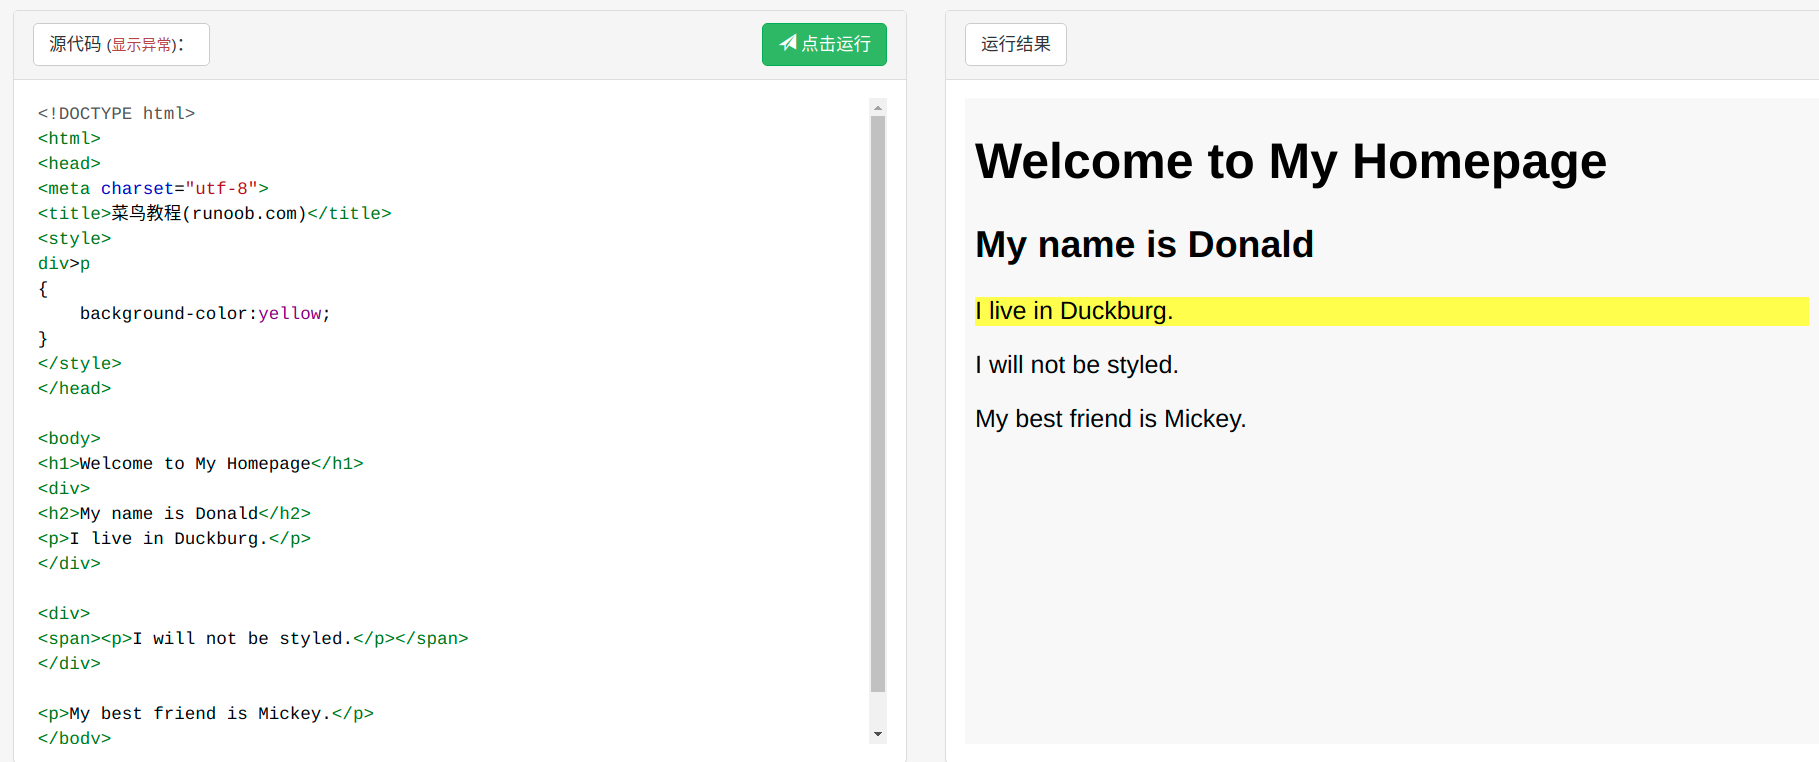 源代码 (显示异常)：
点击运行
<!DOCTYPE html>
<html>
<head>
<meta charset="utf-8">
<title>菜鸟教程(runoob.com)</title>
<style>
div>p
{
    background-color:yellow;
}
</style>
</head>

<body>
<h1>Welcome to My Homepage</h1>
<div>
<h2>My name is Donald</h2>
<p>I live in Duckburg.</p>
</div>

<div>
<span><p>I will not be styled.</p></span>
</div>

<p>My best friend is Mickey.</p>
</body>
运行结果
Welcome to My Homepage
My name is Donald
I live in Duckburg.
I will not be styled.
My best friend is Mickey.